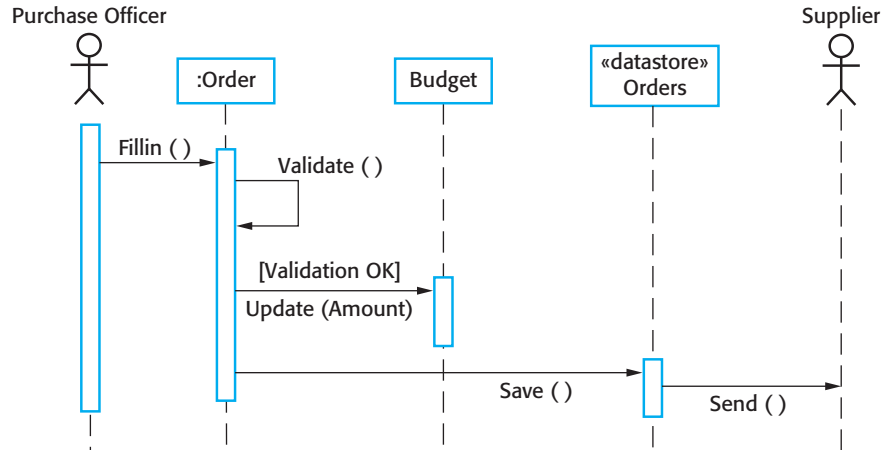 Purchase Officer
Supplier
:Order
Budget
«datastore»
Orders
Fillin ( )
Validate ( )
[Validation OK]
Update (Amount)
Save ( )
Send ( )